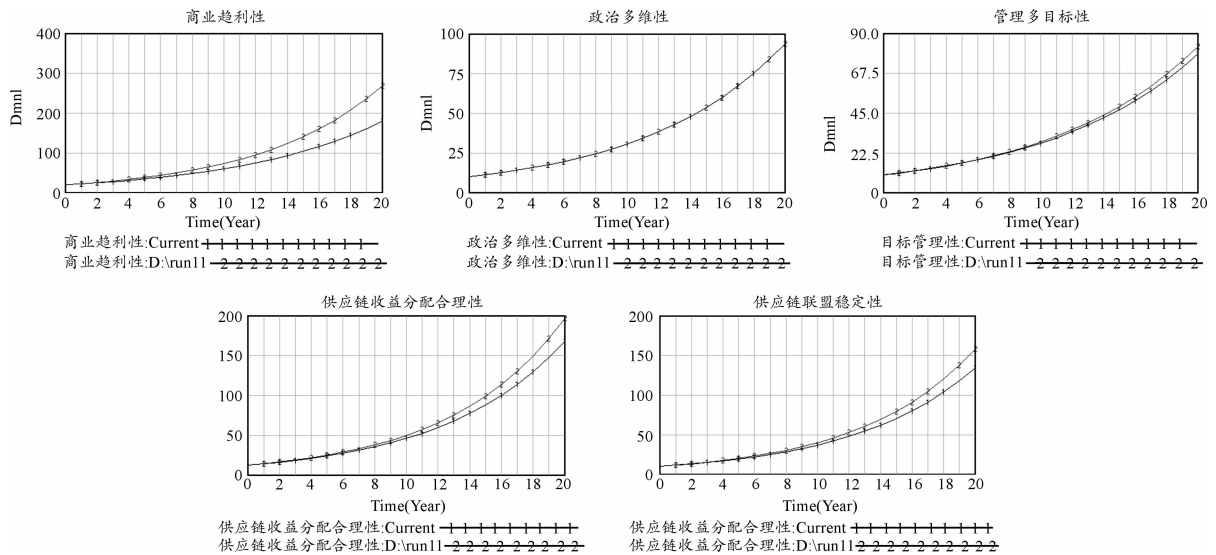 商业趋利性
400
300
200
100
0
Dmnl
0 2 4 6 8 10 12 14 16 18 20
Time(Year)
商业趋利性:Current 1 1 1 1 1 1 1 1 1 1 1
商业趋利性:D:\run11 2 2 2 2 2 2 2 2 2 2 2
政治多维性
100
75
50
25
0
Dmnl
0 2 4 6 8 10 12 14 16 18 20
Time(Year)
政治多维性:Current 1 1 1 1 1 1 1 1 1 1
政治多维性:D:\run11 2 2 2 2 2 2 2 2 2 2 2
管理多目标性
90.0
67.5
45.0
22.5
0
Dmnl
0 2 4 6 8 10 12 14 16 18 20
Time(Year)
目标管理性:Current 1 1 1 1 1 1 1 1 1 1 1
目标管理性:D:\run11 2 2 2 2 2 2 2 2 2 2 2
供应链收益分配合理性
200
150
100
50
0
0 2 4 6 8 10 12 14 16 18 20
Time(Year)
供应链收益分配合理性:Current 1 1 1 1 1 1 1 1 1
供应链收益分配合理性:D:\run11 2 2 2 2 2 2 2 2 2
供应链联盟稳定性
200
150
100
50
0
0 2 4 6 8 10 12 14 16 18 20
Time(Year)
供应链收益分配合理性:Current 1 1 1 1 1 1 1 1 1
供应链收益分配合理性:D:\run11 2 2 2 2 2 2 2 2 2 2